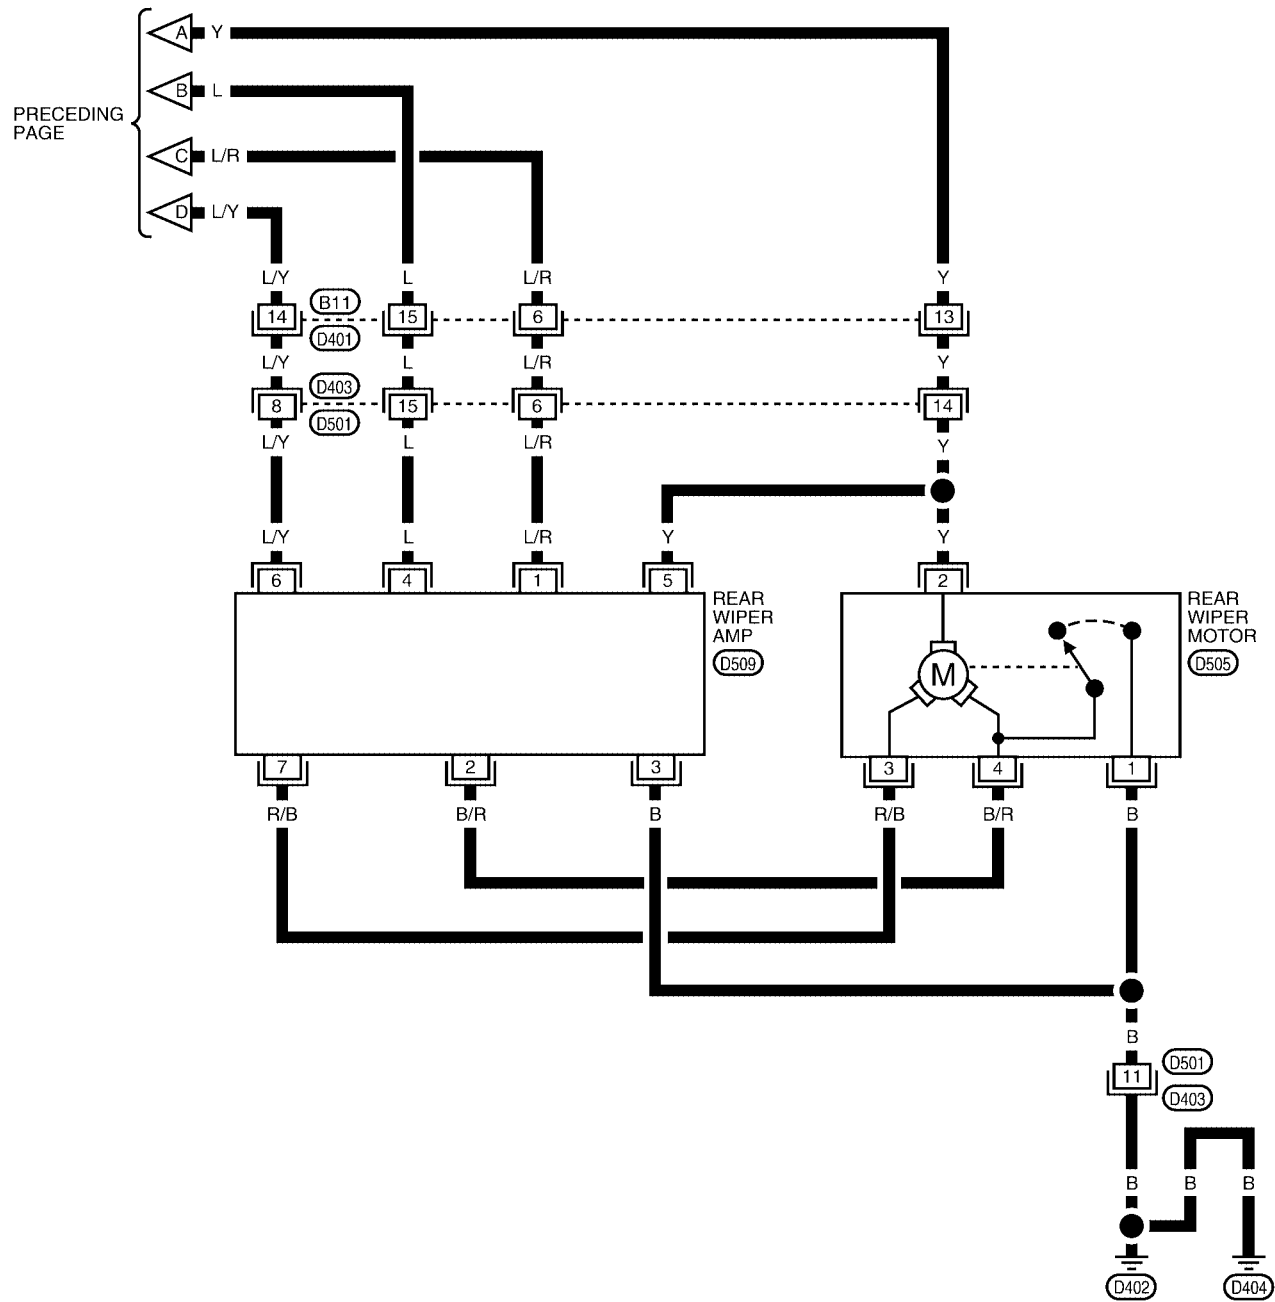 A Y
B L
PRECEDING
PAGE
C L/R
D L/Y
L/Y L L/R Y
14 B11 15 6 13
D401
L/Y L L/R Y
D403
8 15 6 14
D501
L/Y L L/R Y
L/Y L L/R Y Y
6 4 1 5 2
REAR
WIPER
AMP
D509
REAR
WIPER
MOTOR
D505
M
7 2 3 3 4 1
R/B B/R B R/B B/R B
B
D501
11
D403
B B B
D402 D404